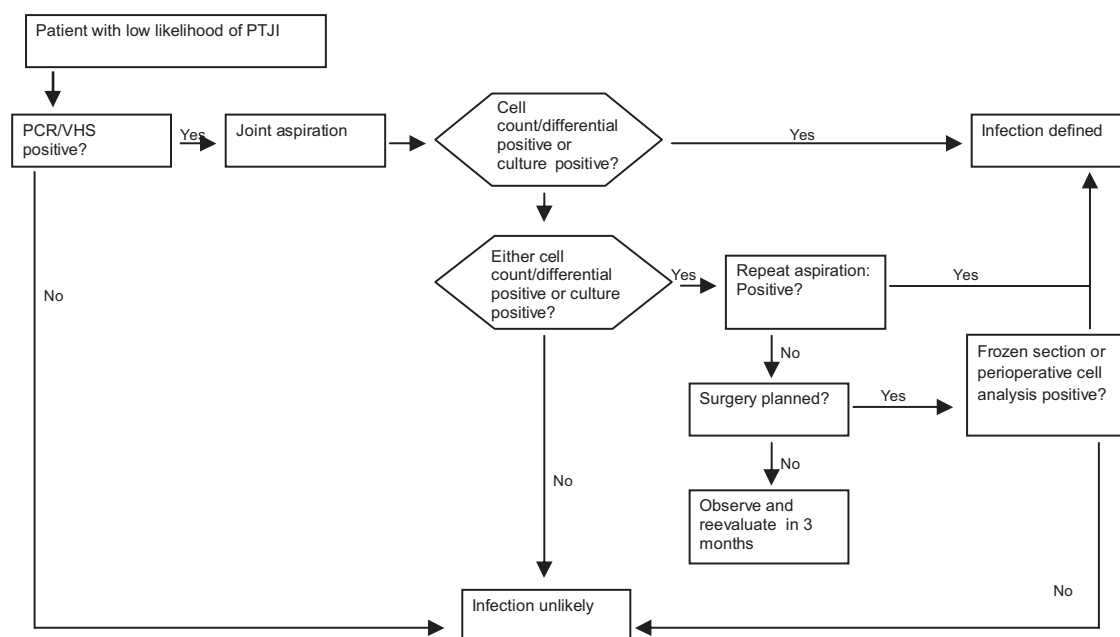 Patient with low likelihood of PTJI
PCR/VHS
positive?
Yes
Joint aspiration
Cell
count/differential
positive or
culture positive?
Yes
Infection defined
Either cell
count/differential
positive or culture
positive?
Yes
Repeat aspiration:
Positive?
Yes
No
No
Surgery planned?
Yes
Frozen section or
perioperative cell
analysis positive?
No
No
Observe and
reevaluate in 3
months
No
Infection unlikely